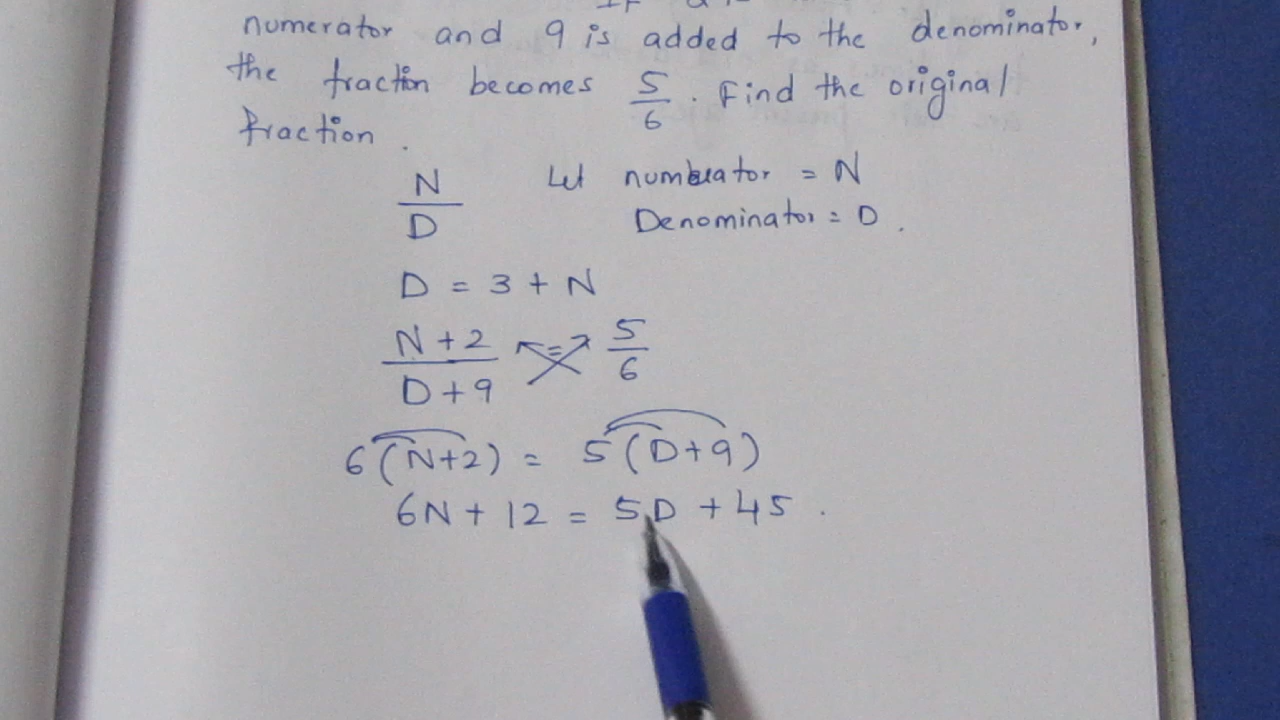 numerator and 9 is added to the denominator,
the fraction becomes 5/6. Find the original
fraction.
N/D Let numerator = N
Denominator = D.
D = 3 + N
N+2/D+9 = 5/6
6(N+2) = 5(D+9)
6N + 12 = 5D + 45.